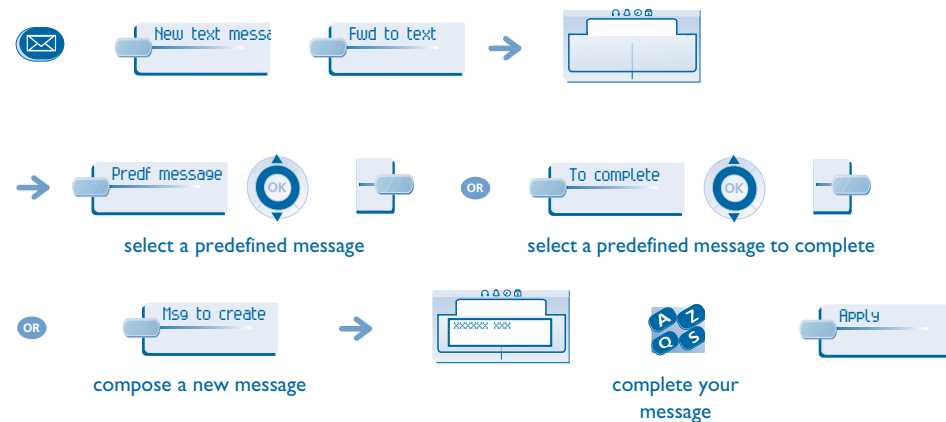 New text messa
Fwd to text
Predf message
OK
OR
To complete
OK
select a predefined message
select a predefined message to complete
OR
Msg to create
xxxxxx xxx
A Z
Q S
Apply
compose a new message
complete your
message